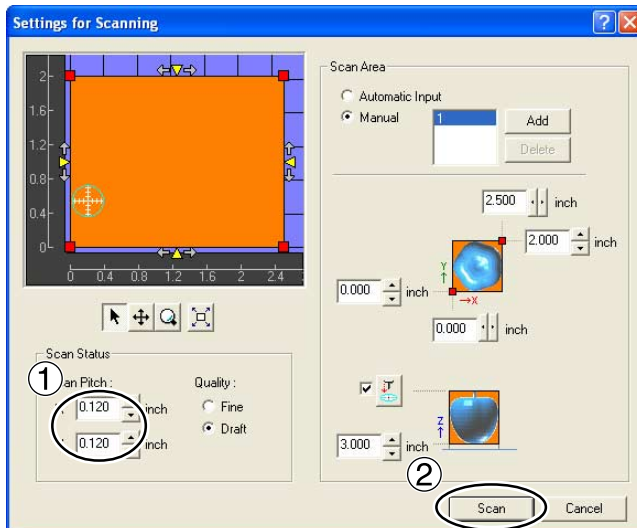 Settings for Scanning
2
1.6
1.2
0.8
0.4
0
0 0.4 0.8 1.2 1.6 2 2.4
Scan Area
Automatic Input
Manual
1
Add
Delete
2.500 inch
2.000 inch
Y
X
0.000 inch
0.000 inch
Z
3.000 inch
Scan Status
1
an Pitch :
0.120 inch
0.120 inch
Quality :
Fine
Draft
2
Scan
Cancel